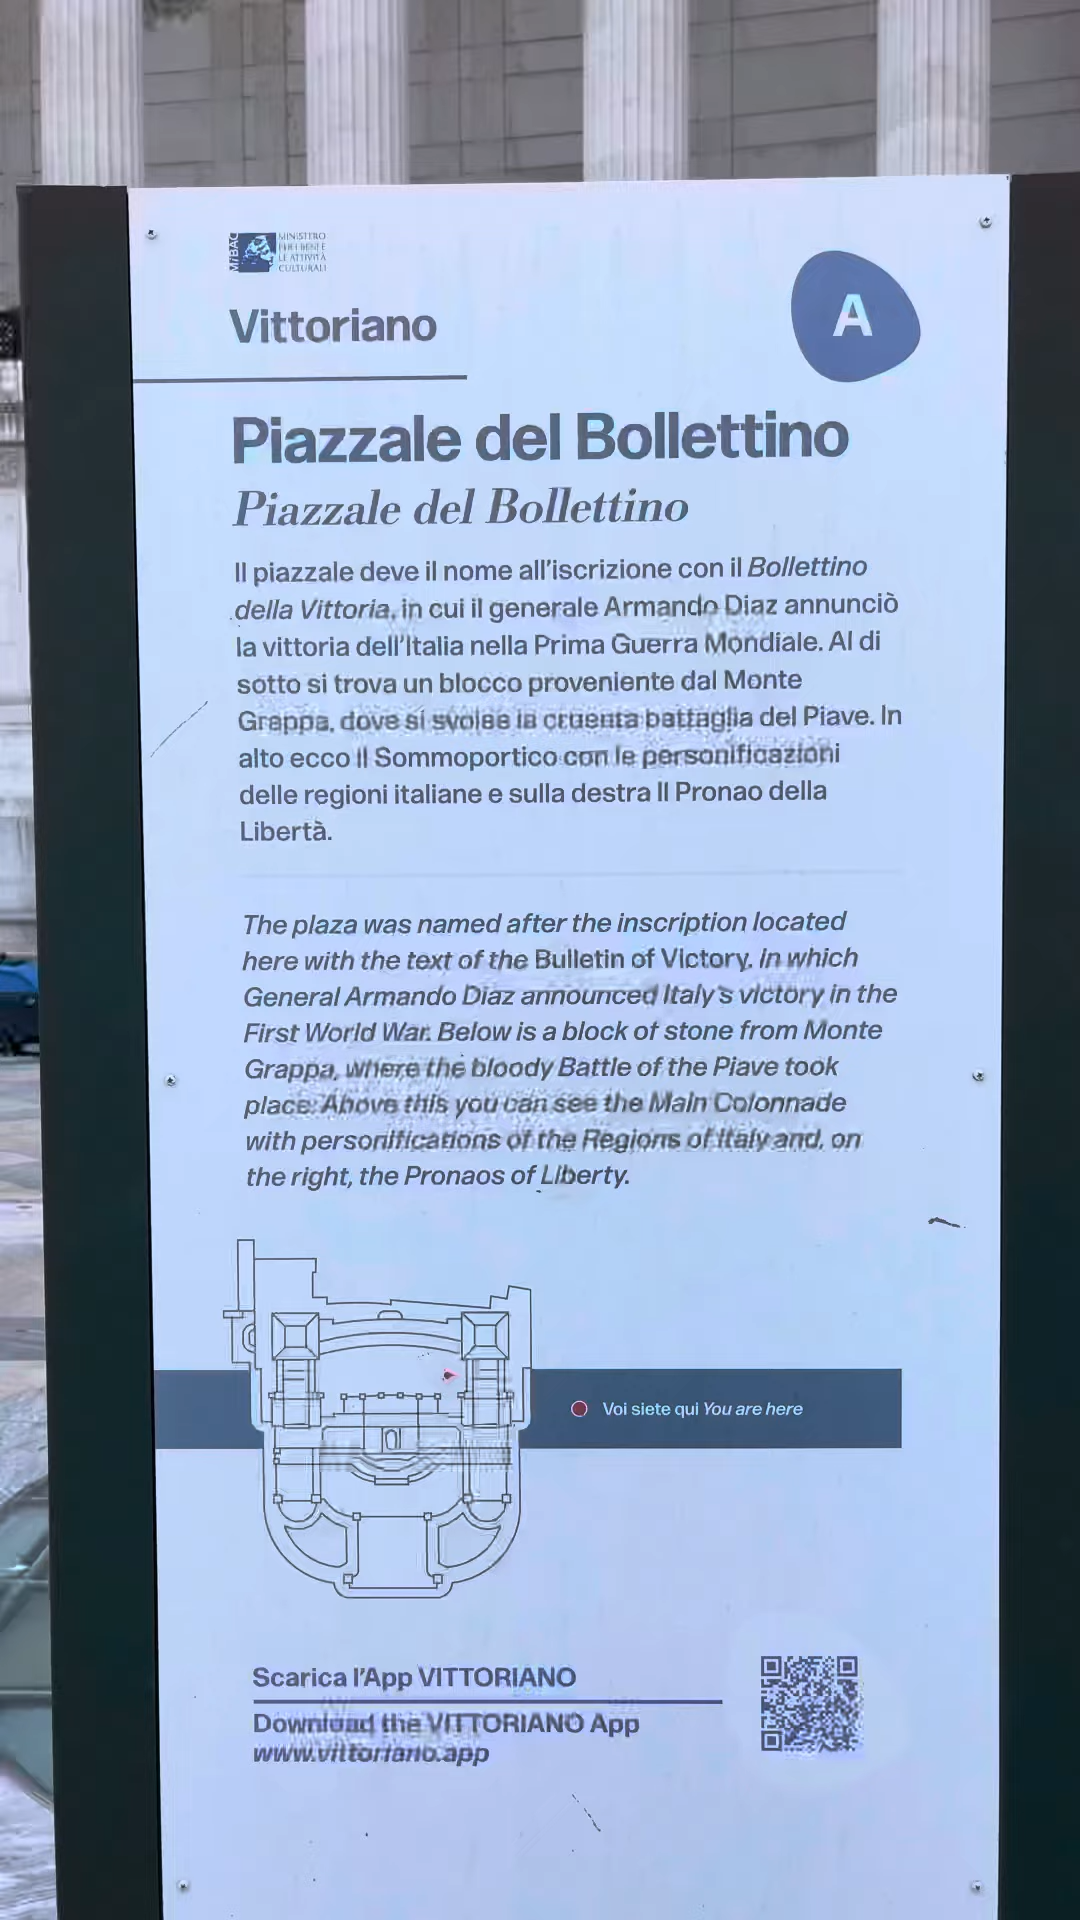 MiBAC
MINISTERO
PER I BENI E
LE ATTIVITÀ
CULTURALI
A
Vittoriano
Piazzale del Bollettino
Piazzale del Bollettino
Il piazzale deve il nome all'iscrizione con il Bollettino
della Vittoria, in cui il generale Armando Diaz annunciò
la vittoria dell'Italia nella Prima Guerra Mondiale. Al di
sotto si trova un blocco proveniente dal Monte
Grappa, dove si svolse la cruenta battaglia del Piave. In
alto ecco il Sommoportico con le personificazioni
delle regioni italiane e sulla destra Il Pronao della
Libertà.
The plaza was named after the inscription located
here with the text of the Bulletin of Victory, in which
General Armando Diaz announced Italy's victory in the
First World War. Below is a block of stone from Monte
Grappa, where the bloody Battle of the Piave took
place. Above this you can see the Main Colonnade
with personifications of the Regions of Italy and, on
the right, the Pronaos of Liberty.
Voi siete qui You are here
Scarica l'App VITTORIANO
Download the VITTORIANO App
www.vittoriano.app